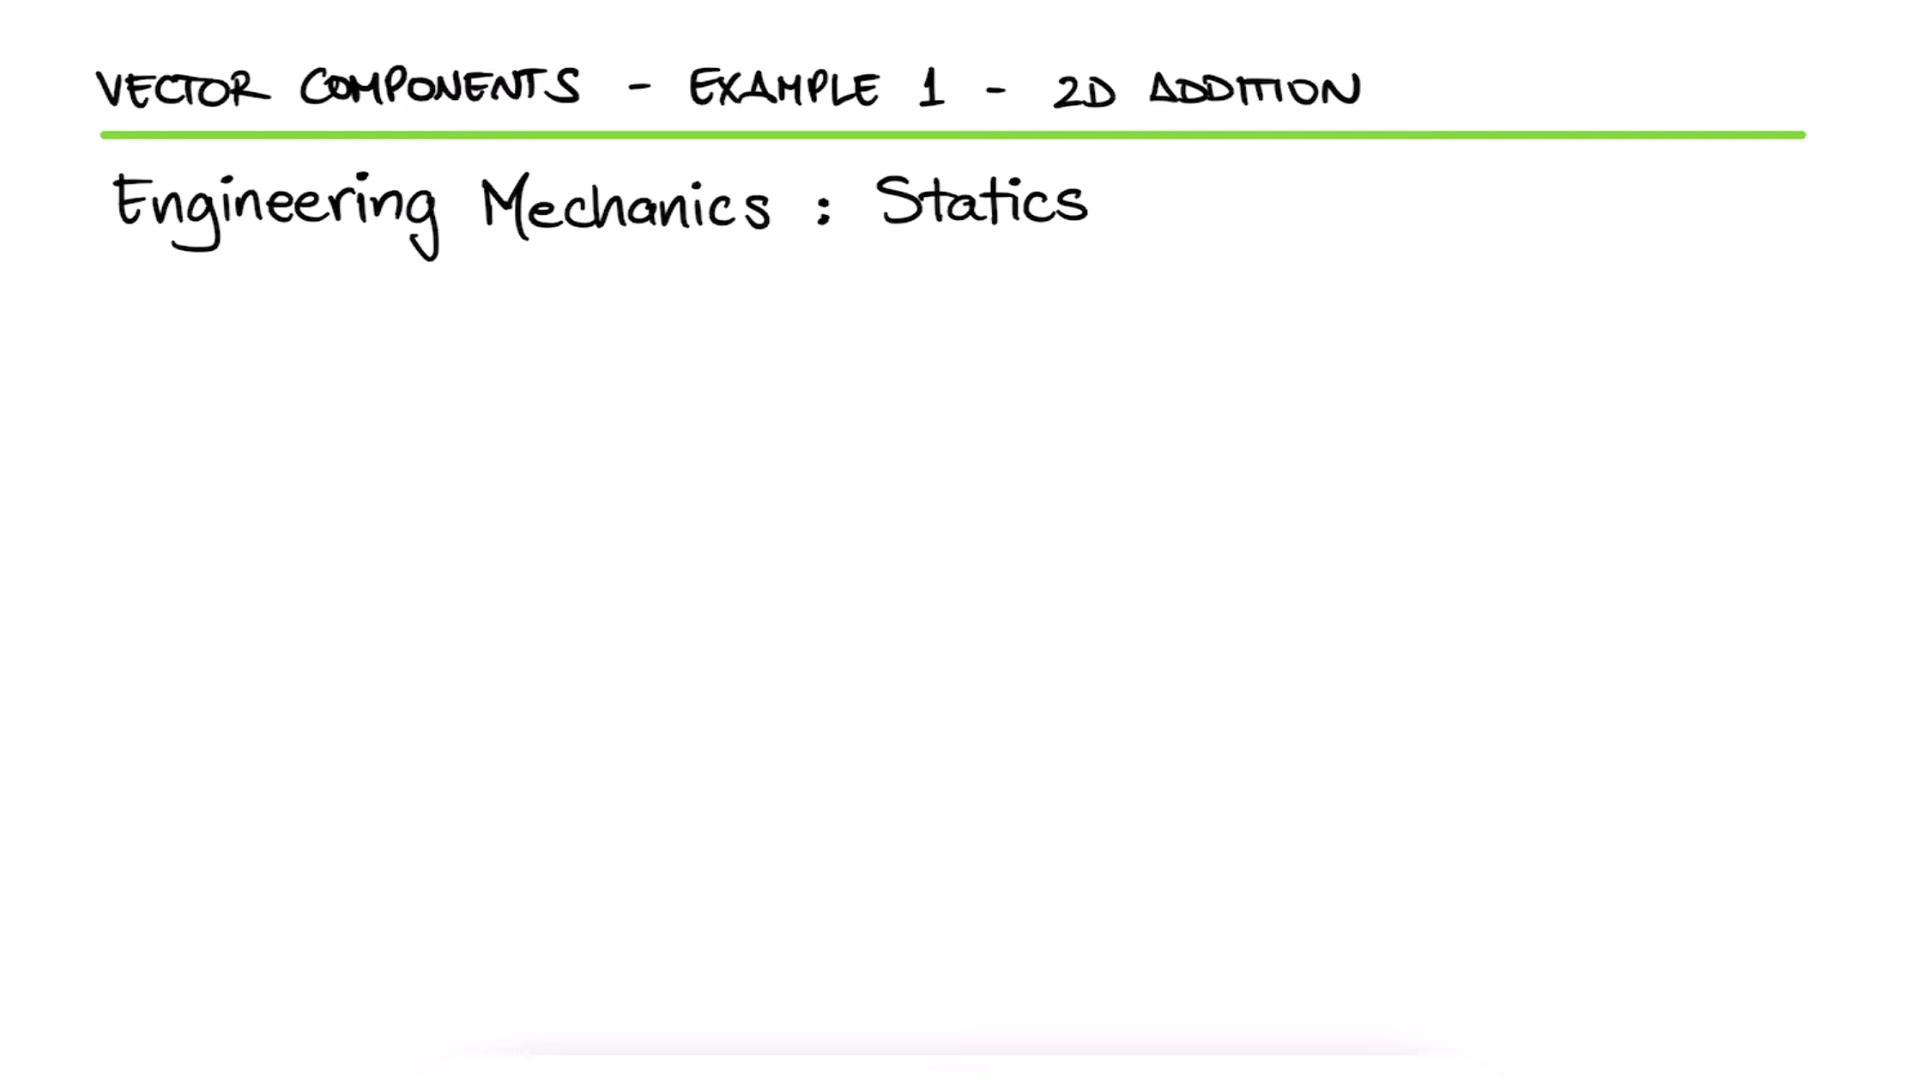 VECTOR COMPONENTS - EXAMPLE 1 - 2D ADDITION
Engineering Mechanics : Statics